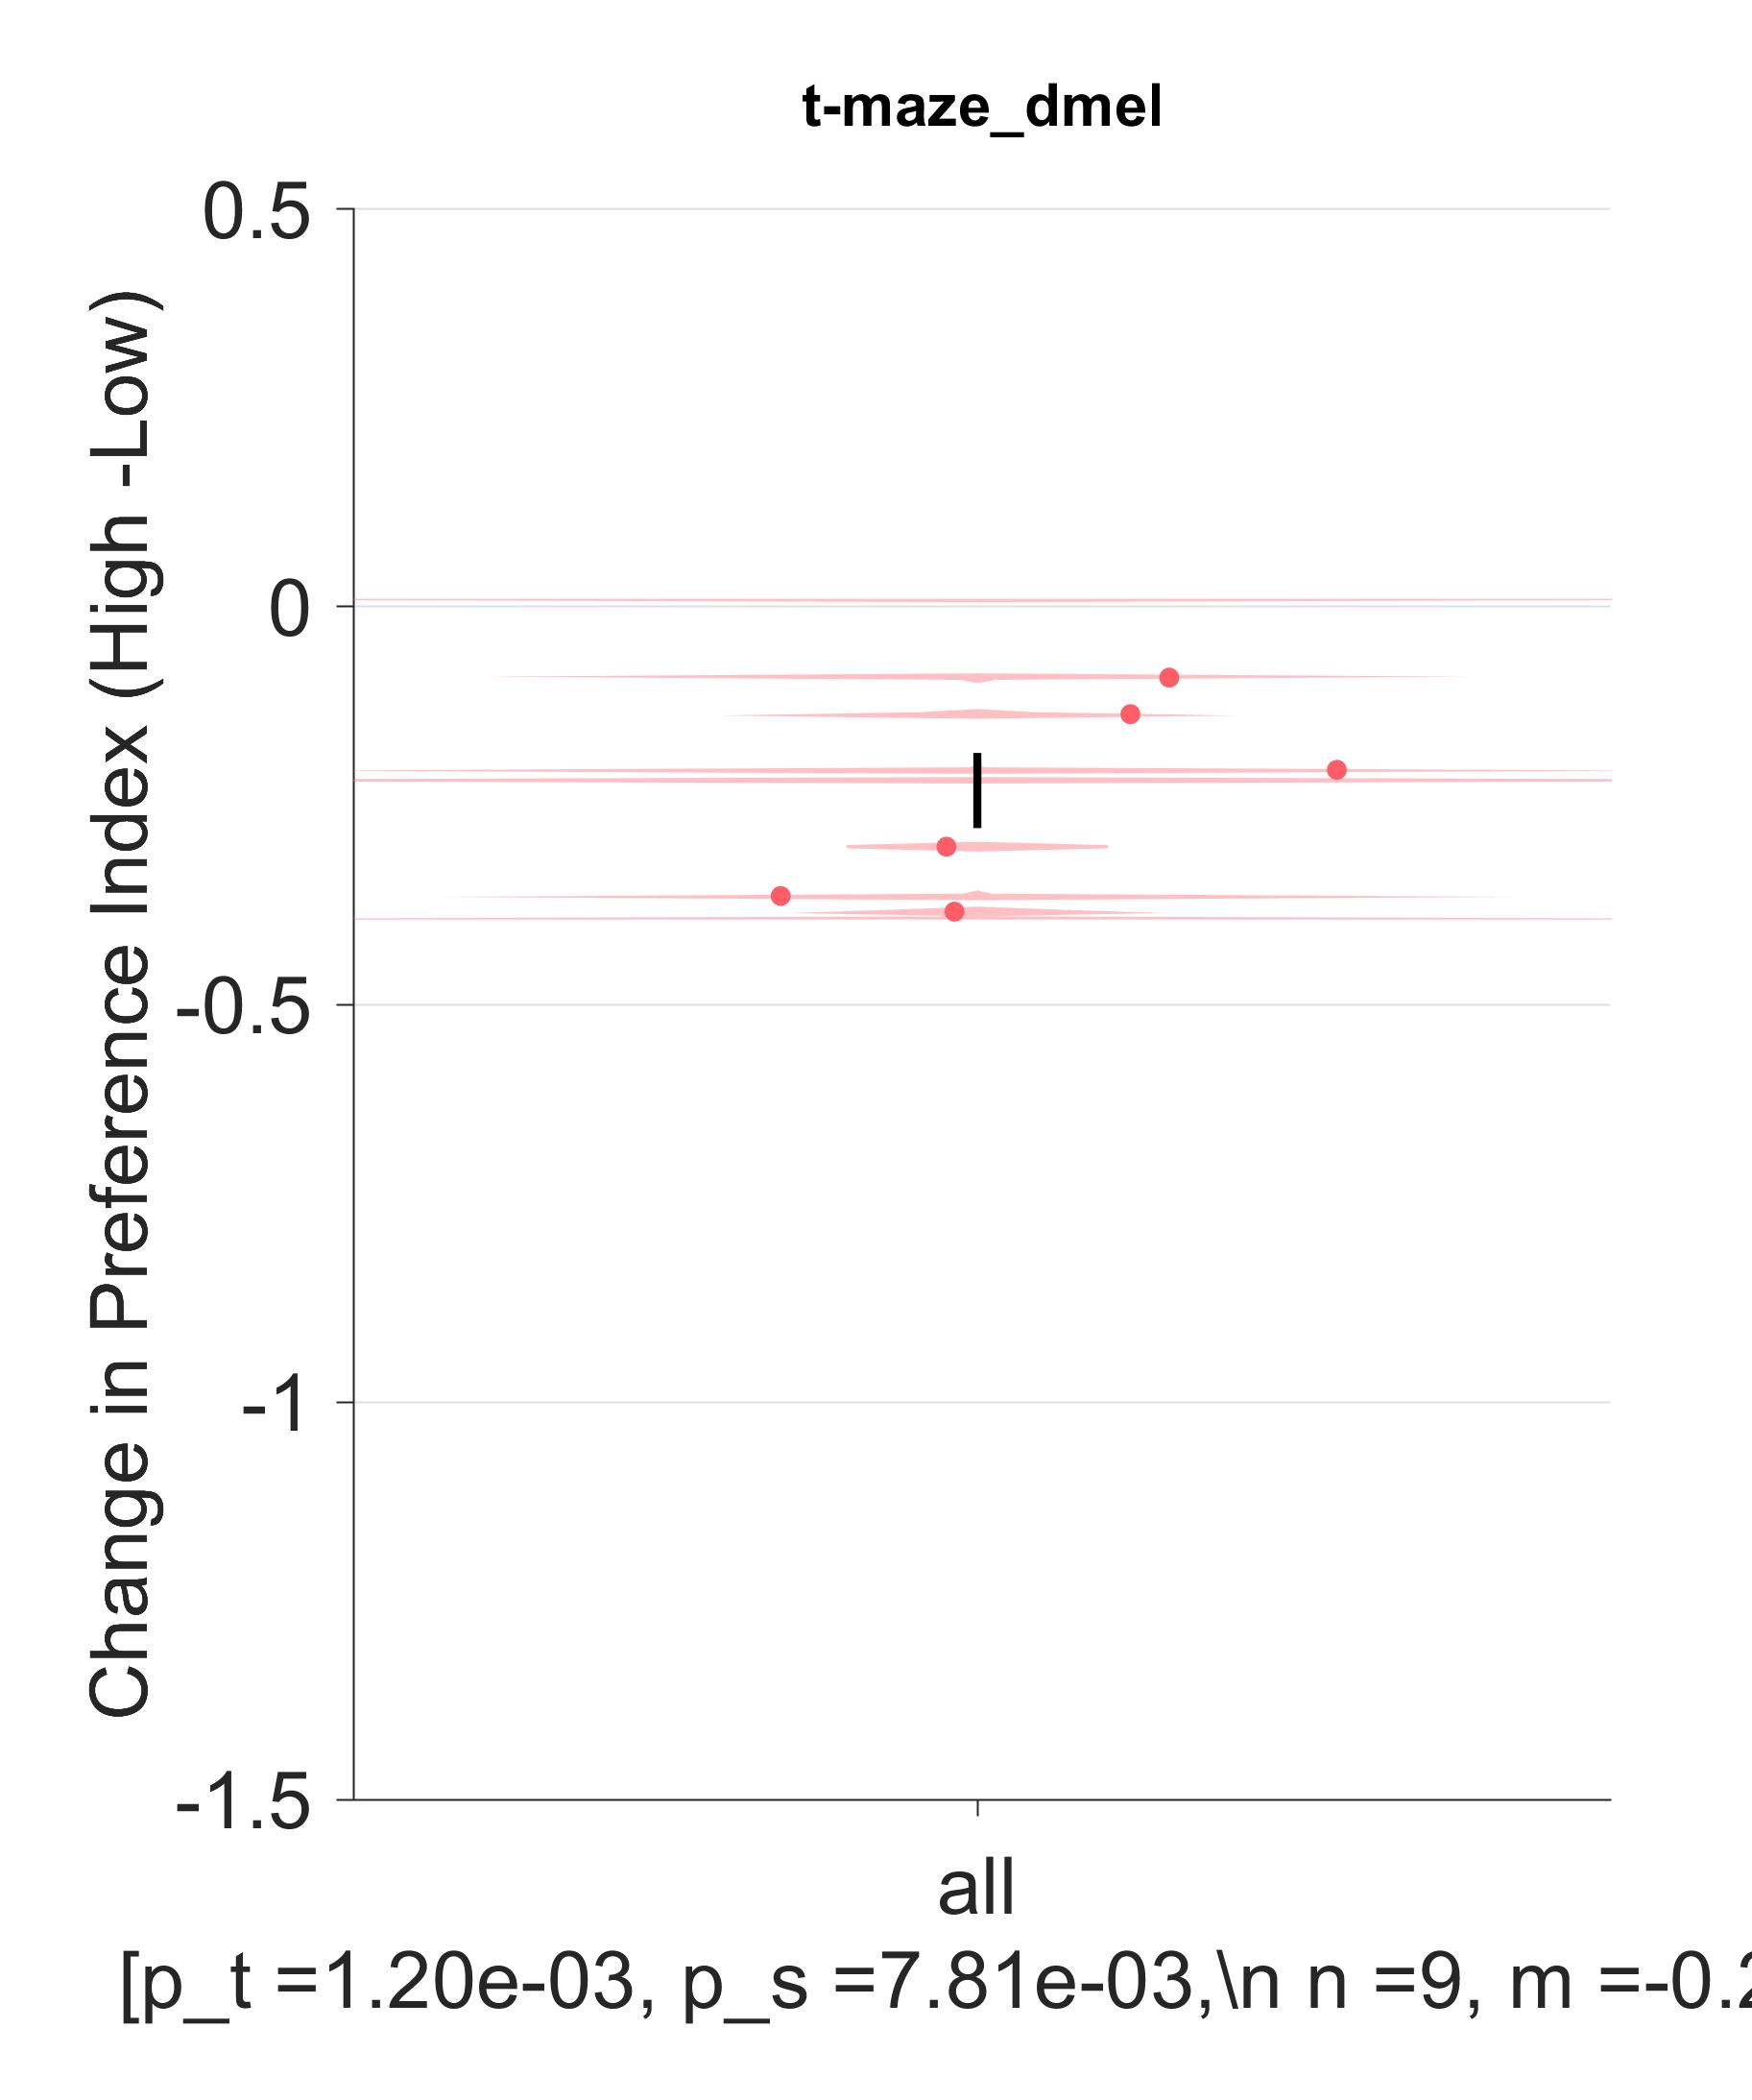 t-maze_dmel
0.5
0
-0.5
-1
-1.5
Change in Preference Index (High -Low)
all
[p_t =1.20e-03, p_s =7.81e-03,\n n =9, m =-0.2